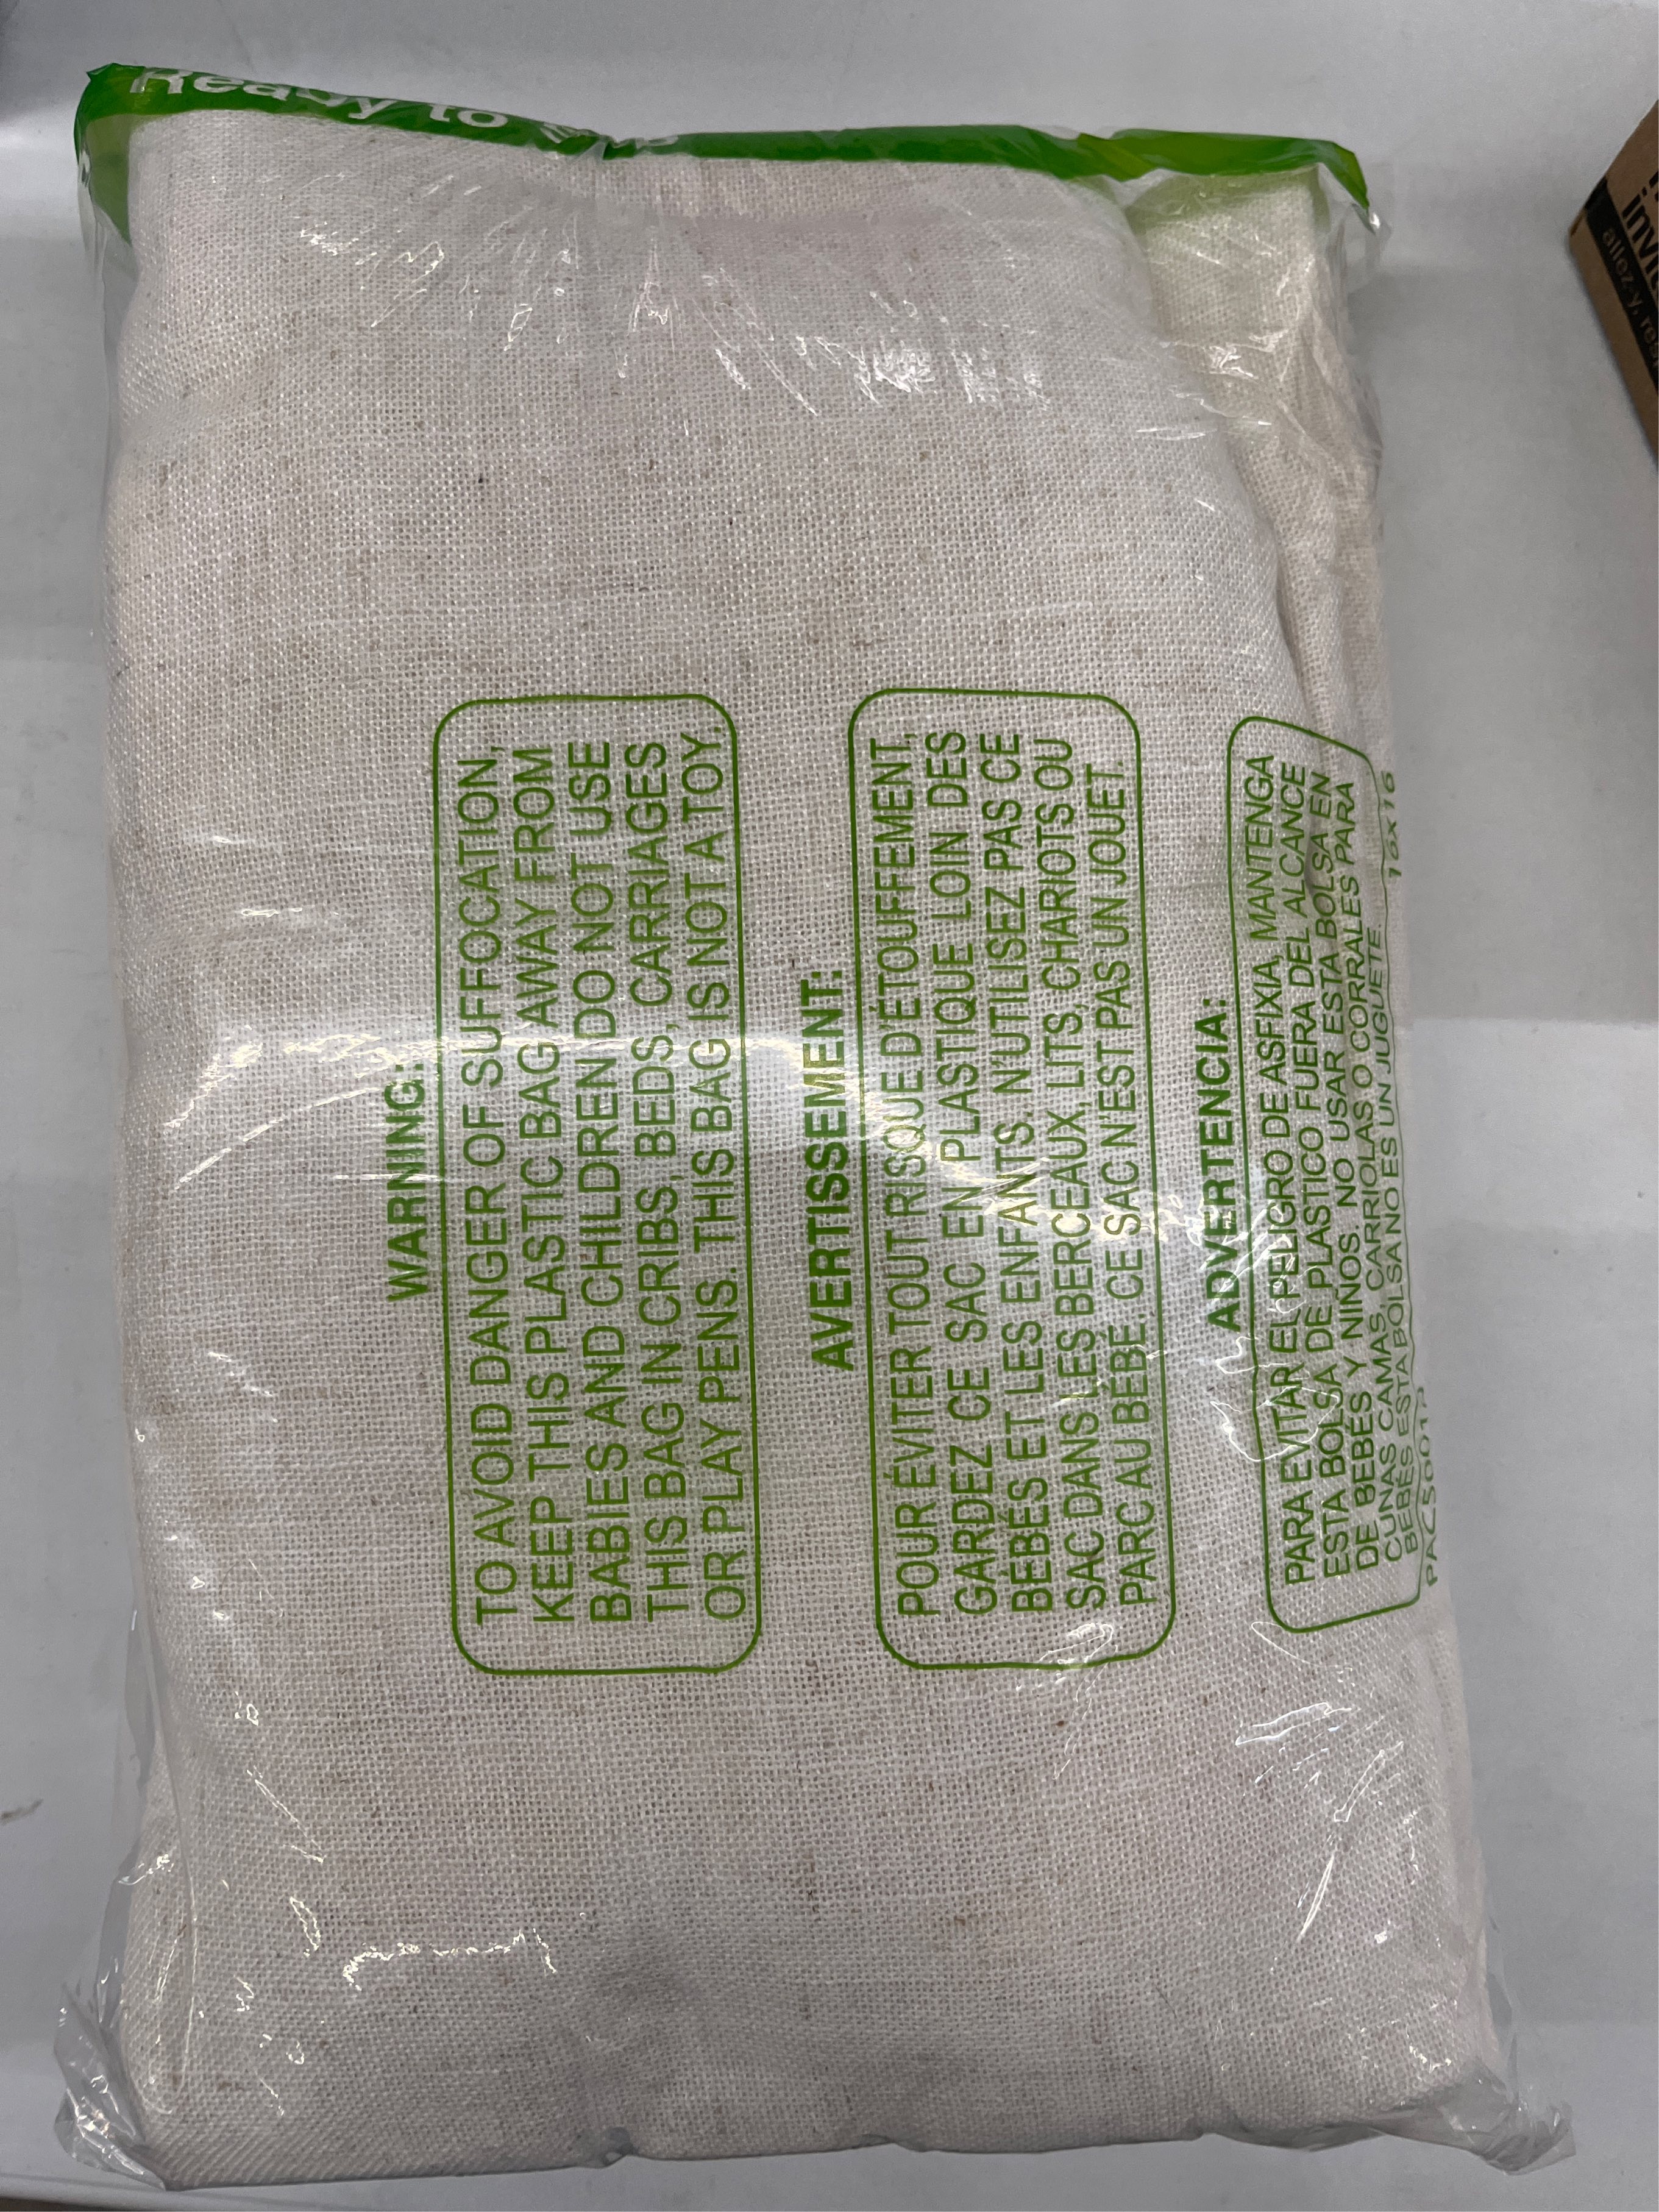 Ready to
WARNING:
TO AVOID DANGER OF SUFFOCATION,
KEEP THIS PLASTIC BAG AWAY FROM
BABIES AND CHILDREN DO NOT USE
THIS BAG IN CRIBS, BEDS, CARRIAGES
OR PLAY PENS. THIS BAG IS NOT A TOY.
AVERTISSEMENT:
POUR ÉVITER TOUT RISQUE D'ÉTOUFFEMENT,
GARDEZ CE SAC EN PLASTIQUE LOIN DES
BÉBÉS ET LES ENFANTS. N'UTILISEZ PAS CE
SAC DANS LES BERCEAUX, LITS, CHARIOTS OU
PARC AU BÉBÉ. CE SAC N'EST PAS UN JOUET.
ADVERTENCIA:
PARA EVITAR EL PELIGRO DE ASFIXIA, MANTENGA
ESTA BOLSA DE PLASTICO FUERA DEL ALCANCE
DE BEBÉS Y NIÑOS. NO USAR ESTA BOLSA EN
CUNAS CAMAS, CARRIOLAS O CORRALES PARA
BEBÉS ESTA BOLSA NO ES UN JUGUETE.
16x16
allez-y,